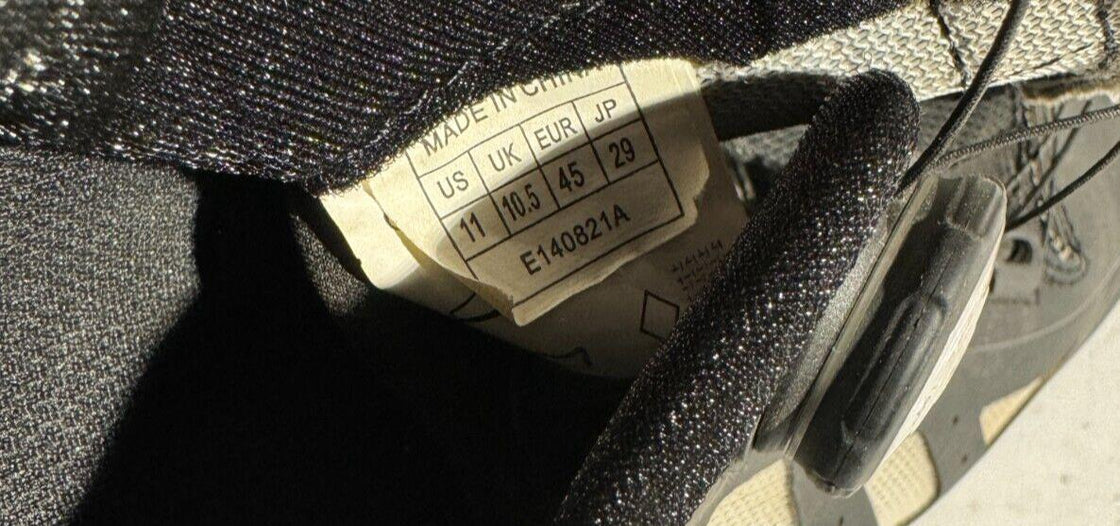 MADE IN CHINA
US UK EUR JP
11 10.5 45 29
E140821A